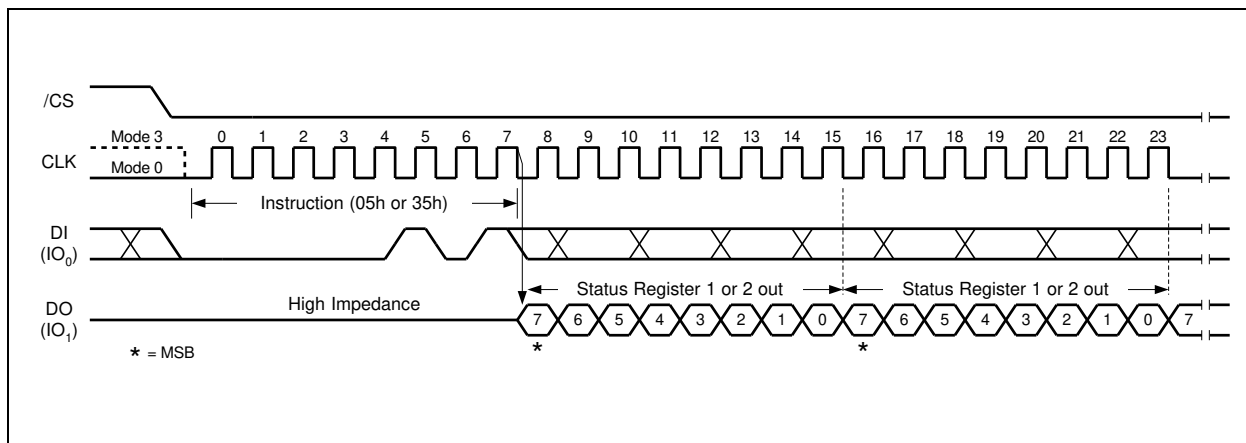 /CS
Mode 3 0 1 2 3 4 5 6 7 8 9 10 11 12 13 14 15 16 17 18 19 20 21 22 23
CLK
Mode 0
Instruction (05h or 35h)
DI
(IO0)
Status Register 1 or 2 out Status Register 1 or 2 out
High Impedance
DO
(IO1)
7 6 5 4 3 2 1 0 7 6 5 4 3 2 1 0 7
* *
* = MSB